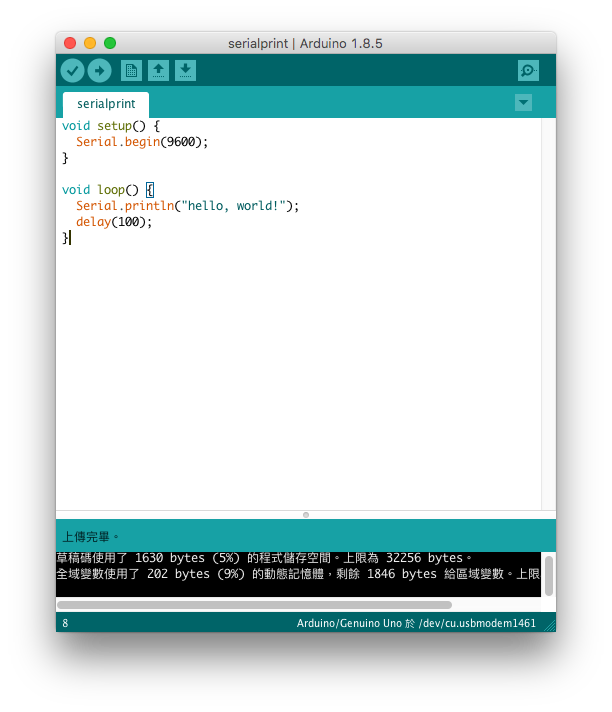 serialprint | Arduino 1.8.5
serialprint
void setup() {
  Serial.begin(9600);
}
void loop() {
  Serial.println("hello, world!");
  delay(100);
}
上傳完畢。
草稿碼使用了 1630 bytes (5%) 的程式儲存空間。上限為 32256 bytes。
全域變數使用了 202 bytes (9%) 的動態記憶體，剩餘 1846 bytes 給區域變數。上限
8
Arduino/Genuino Uno 於 /dev/cu.usbmodem1461